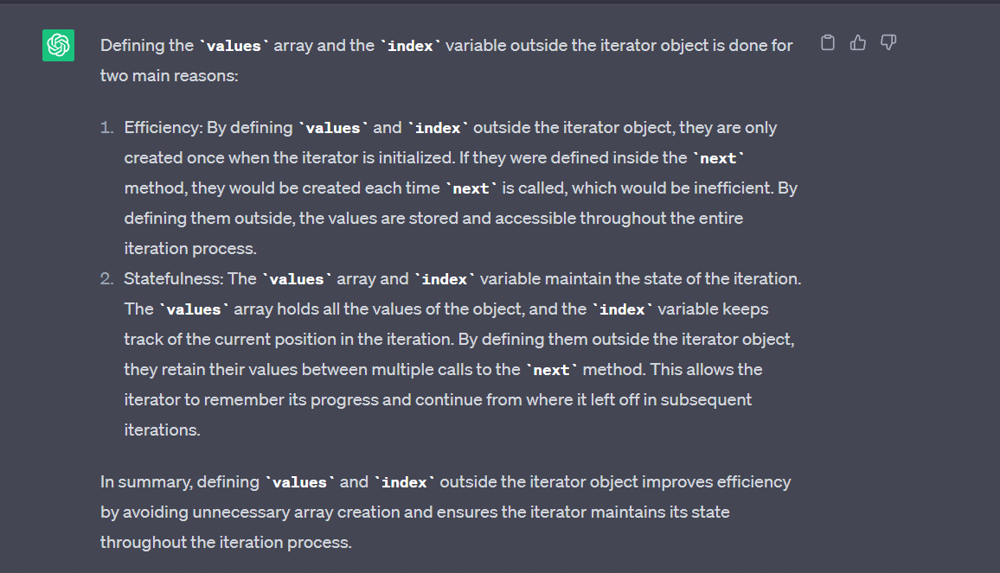 Defining the `values` array and the `index` variable outside the iterator object is done for
two main reasons:
1. Efficiency: By defining `values` and `index` outside the iterator object, they are only
created once when the iterator is initialized. If they were defined inside the `next`
method, they would be created each time `next` is called, which would be inefficient. By
defining them outside, the values are stored and accessible throughout the entire
iteration process.
2. Statefulness: The `values` array and `index` variable maintain the state of the iteration.
The `values` array holds all the values of the object, and the `index` variable keeps
track of the current position in the iteration. By defining them outside the iterator object,
they retain their values between multiple calls to the `next` method. This allows the
iterator to remember its progress and continue from where it left off in subsequent
iterations.
In summary, defining `values` and `index` outside the iterator object improves efficiency
by avoiding unnecessary array creation and ensures the iterator maintains its state
throughout the iteration process.